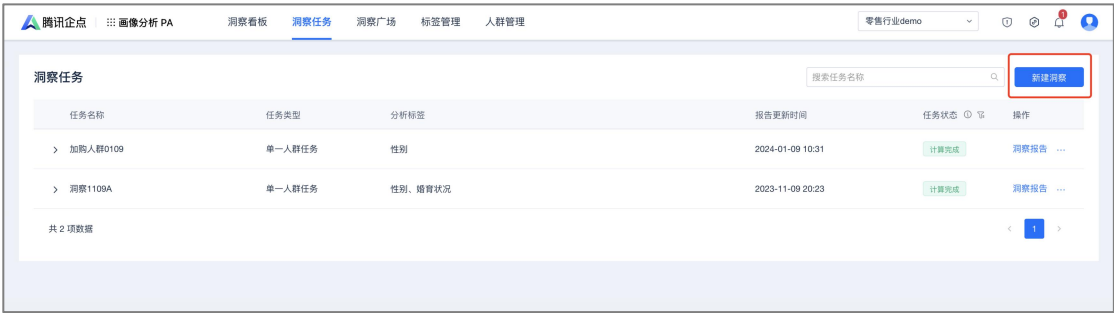 腾讯企点 画像分析 PA 洞察看板 洞察任务 洞察广场 标签管理 人群管理 零售行业demo 1
洞察任务 搜索任务名称 新建洞察
任务名称 任务类型 分析标签 报告更新时间 任务状态 操作
加购人群0109 单一人群任务 性别 2024-01-09 10:31 计算完成 洞察报告 ...
洞察1109A 单一人群任务 性别、婚育状况 2023-11-09 20:23 计算完成 洞察报告 ...
共 2 项数据 < 1 >